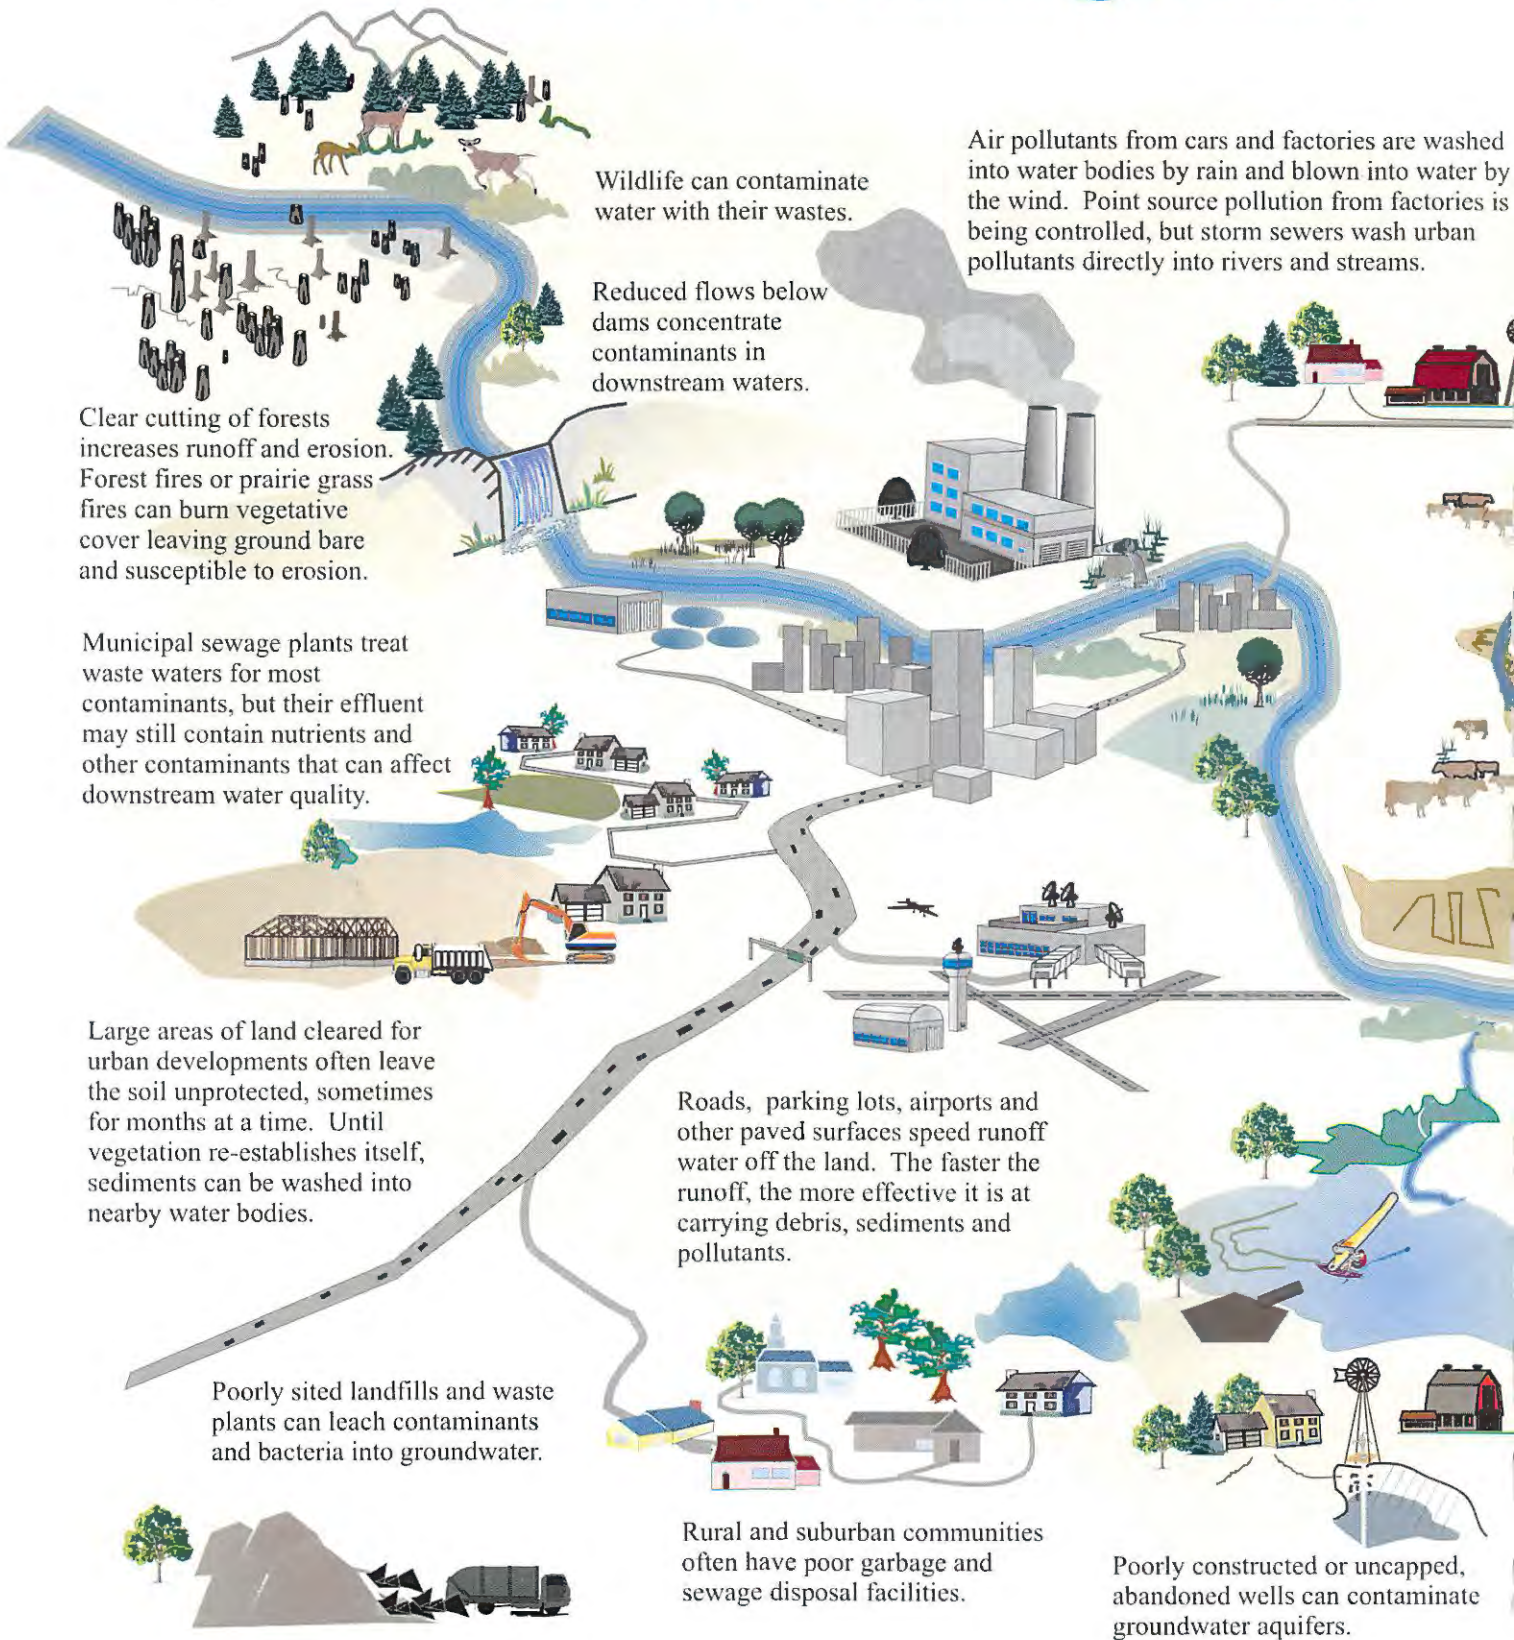 Wildlife can contaminate
water with their wastes.
Air pollutants from cars and factories are washed
into water bodies by rain and blown into water by
the wind.  Point source pollution from factories is
being controlled, but storm sewers wash urban
pollutants directly into rivers and streams.
Reduced flows below
dams concentrate
contaminants in
downstream waters.
Clear cutting of forests
increases runoff and erosion.
Forest fires or prairie grass
fires can burn vegetative
cover leaving ground bare
and susceptible to erosion.
Municipal sewage plants treat
waste waters for most
contaminants, but their effluent
may still contain nutrients and
other contaminants that can affect
downstream water quality.
Large areas of land cleared for
urban developments often leave
the soil unprotected, sometimes
for months at a time.  Until
vegetation re-establishes itself,
sediments can be washed into
nearby water bodies.
Roads,  parking lots, airports and
other paved surfaces speed runoff
water off the land.  The faster the
runoff, the more effective it is at
carrying debris, sediments and
pollutants.
Poorly sited landfills and waste
plants can leach contaminants
and bacteria into groundwater.
Rural and suburban communities
often have poor garbage and
sewage disposal facilities.
Poorly constructed or uncapped,
abandoned wells can contaminate
groundwater aquifers.